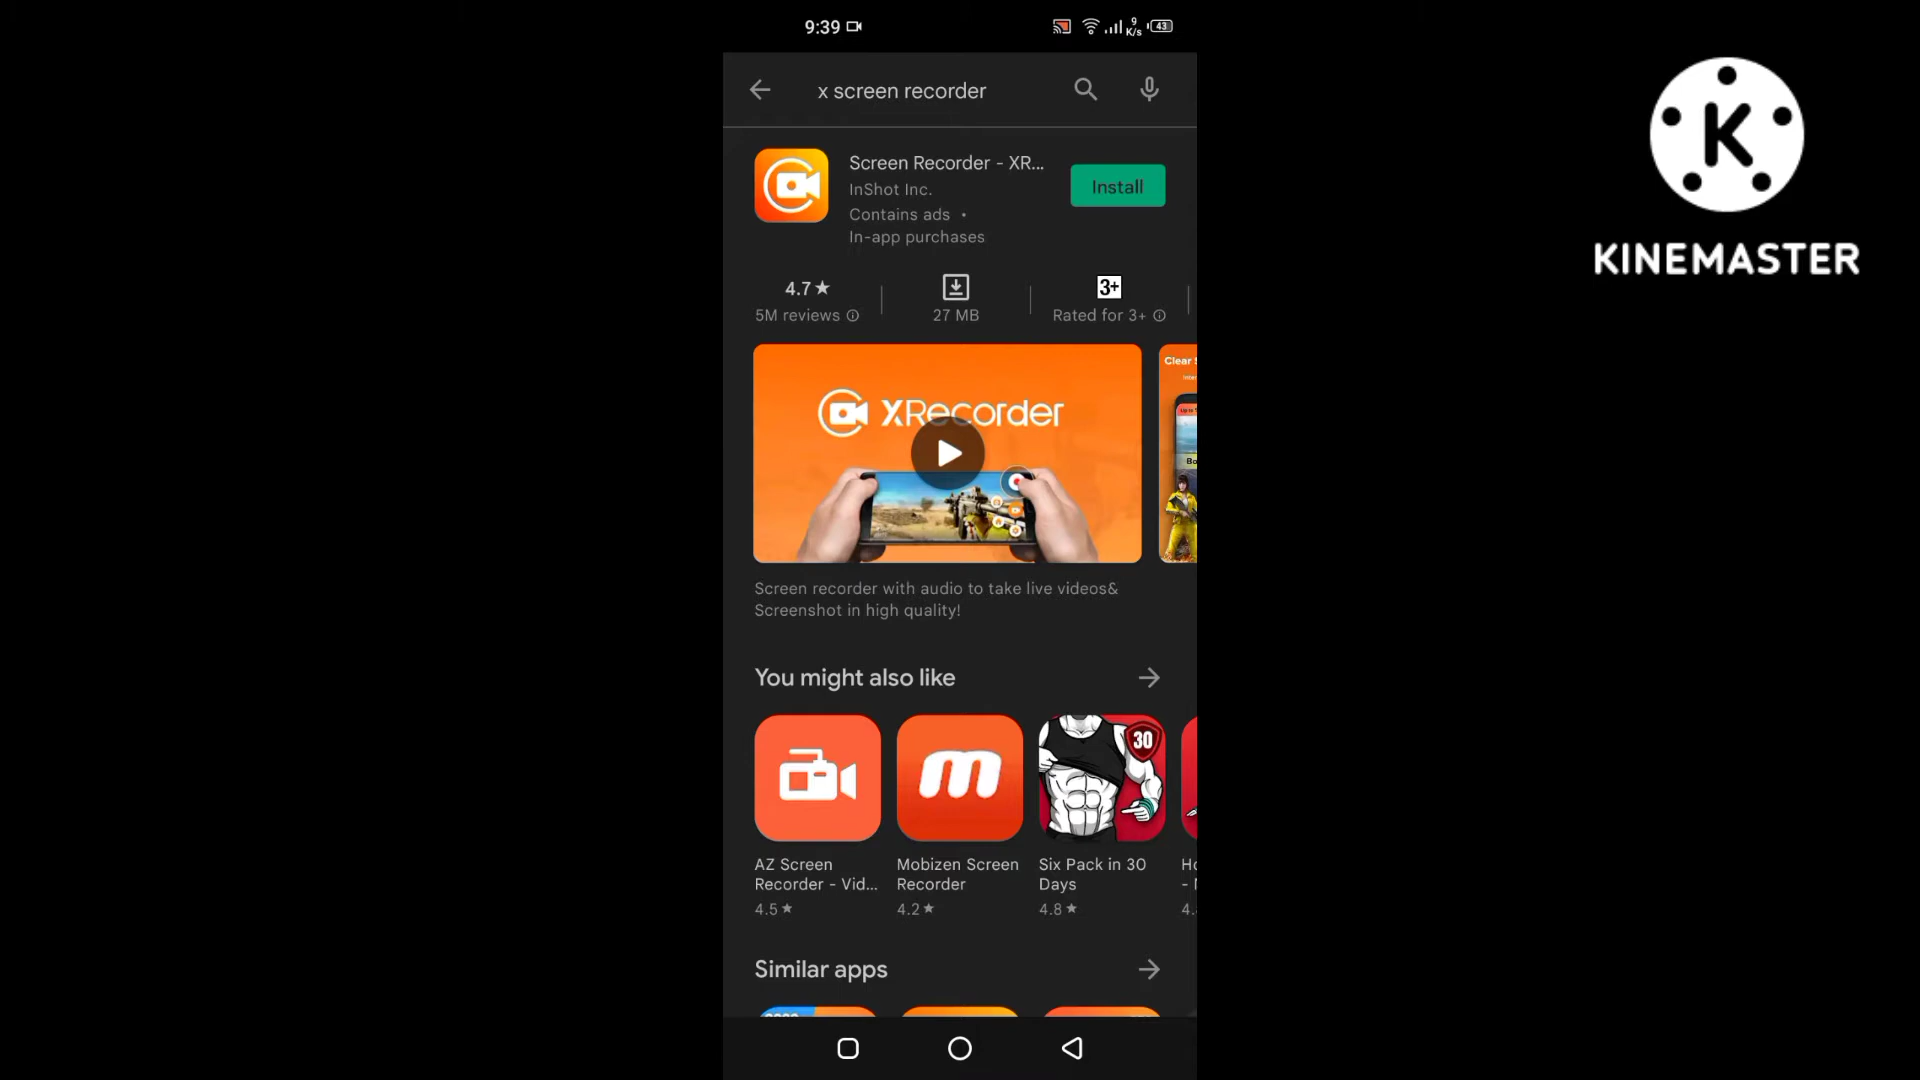 9:39
9
K/s
43
x screen recorder
Screen Recorder - XR...
InShot Inc.
Contains ads •
In-app purchases
Install
4.7★
5M reviews
27 MB
3+
Rated for 3+
XRecorder
Clear
Screen recorder with audio to take live videos&
Screenshot in high quality!
You might also like
30
m
AZ Screen
Recorder - Vid...
4.5★
Mobizen Screen
Recorder
4.2★
Six Pack in 30
Days
4.8★
Similar apps
K
KINEMASTER